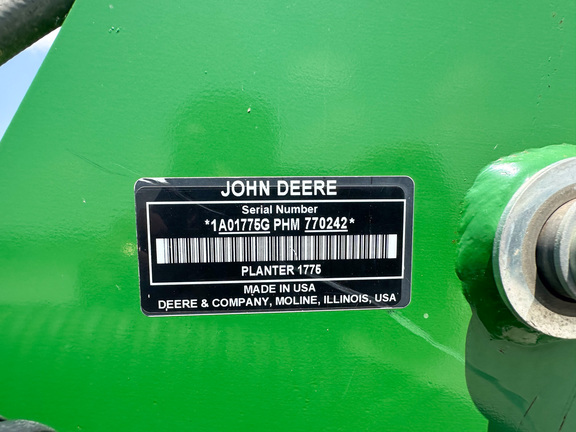 JOHN DEERE
Serial Number
*1A01775G PHM 770242*
PLANTER 1775
MADE IN USA
DEERE & COMPANY, MOLINE, ILLINOIS, USA